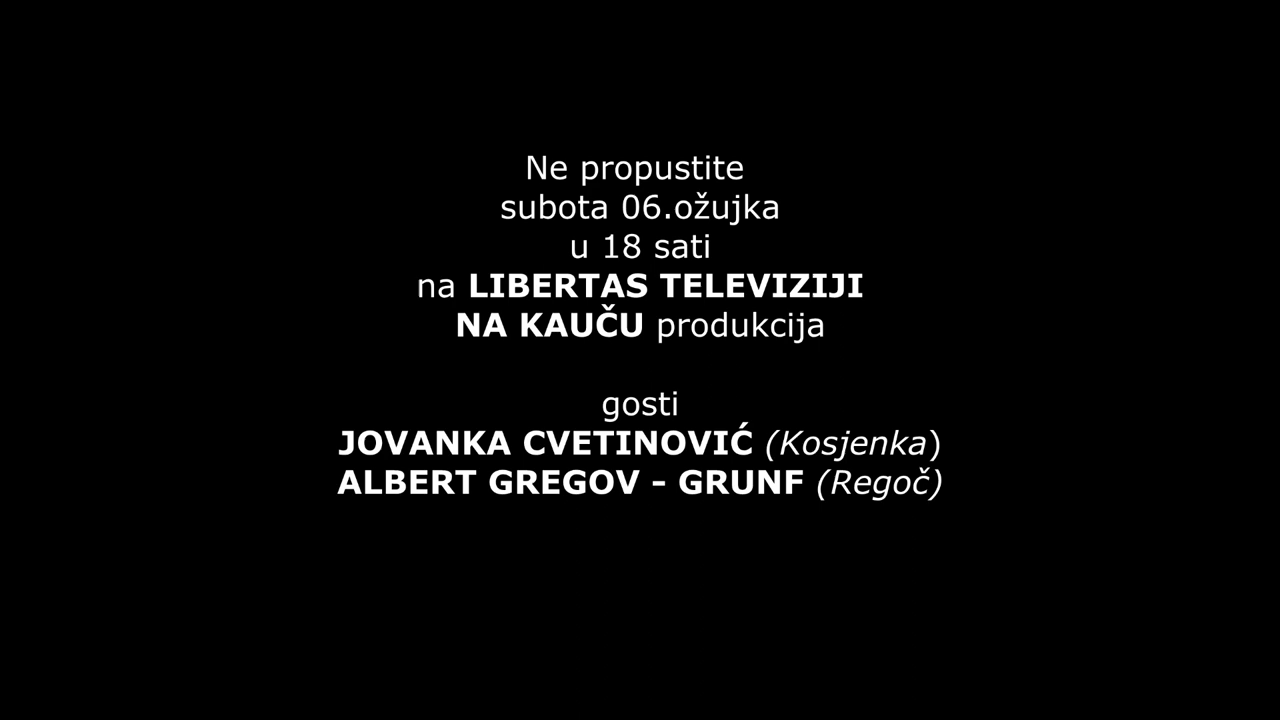 Ne propustite
subota 06.ožujka
u 18 sati
na LIBERTAS TELEVIZIJI
NA KAUČU produkcija
gosti
JOVANKA CVETINOVIĆ (Kosjenka)
ALBERT GREGOV - GRUNF (Regoč)